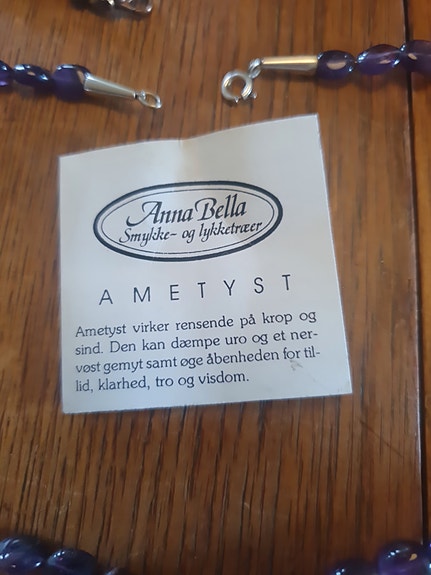 Anna Bella
Smykke- og lykketræer
AMETYST
Ametyst virker rensende på krop og
sind. Den kan dæmpe uro og et ner-
vøst gemyt samt øge åbenheden for til-
lid, klarhed, tro og visdom.